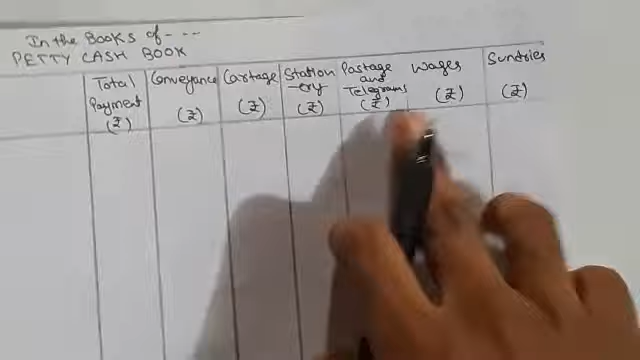 In the Books of - - - -
PETTY CASH BOOK
Total Payment (₹)
Conveyance (₹)
Cartage (₹)
Station-ery (₹)
Postage and Telegrams (₹)
Wages (₹)
Sundries (₹)